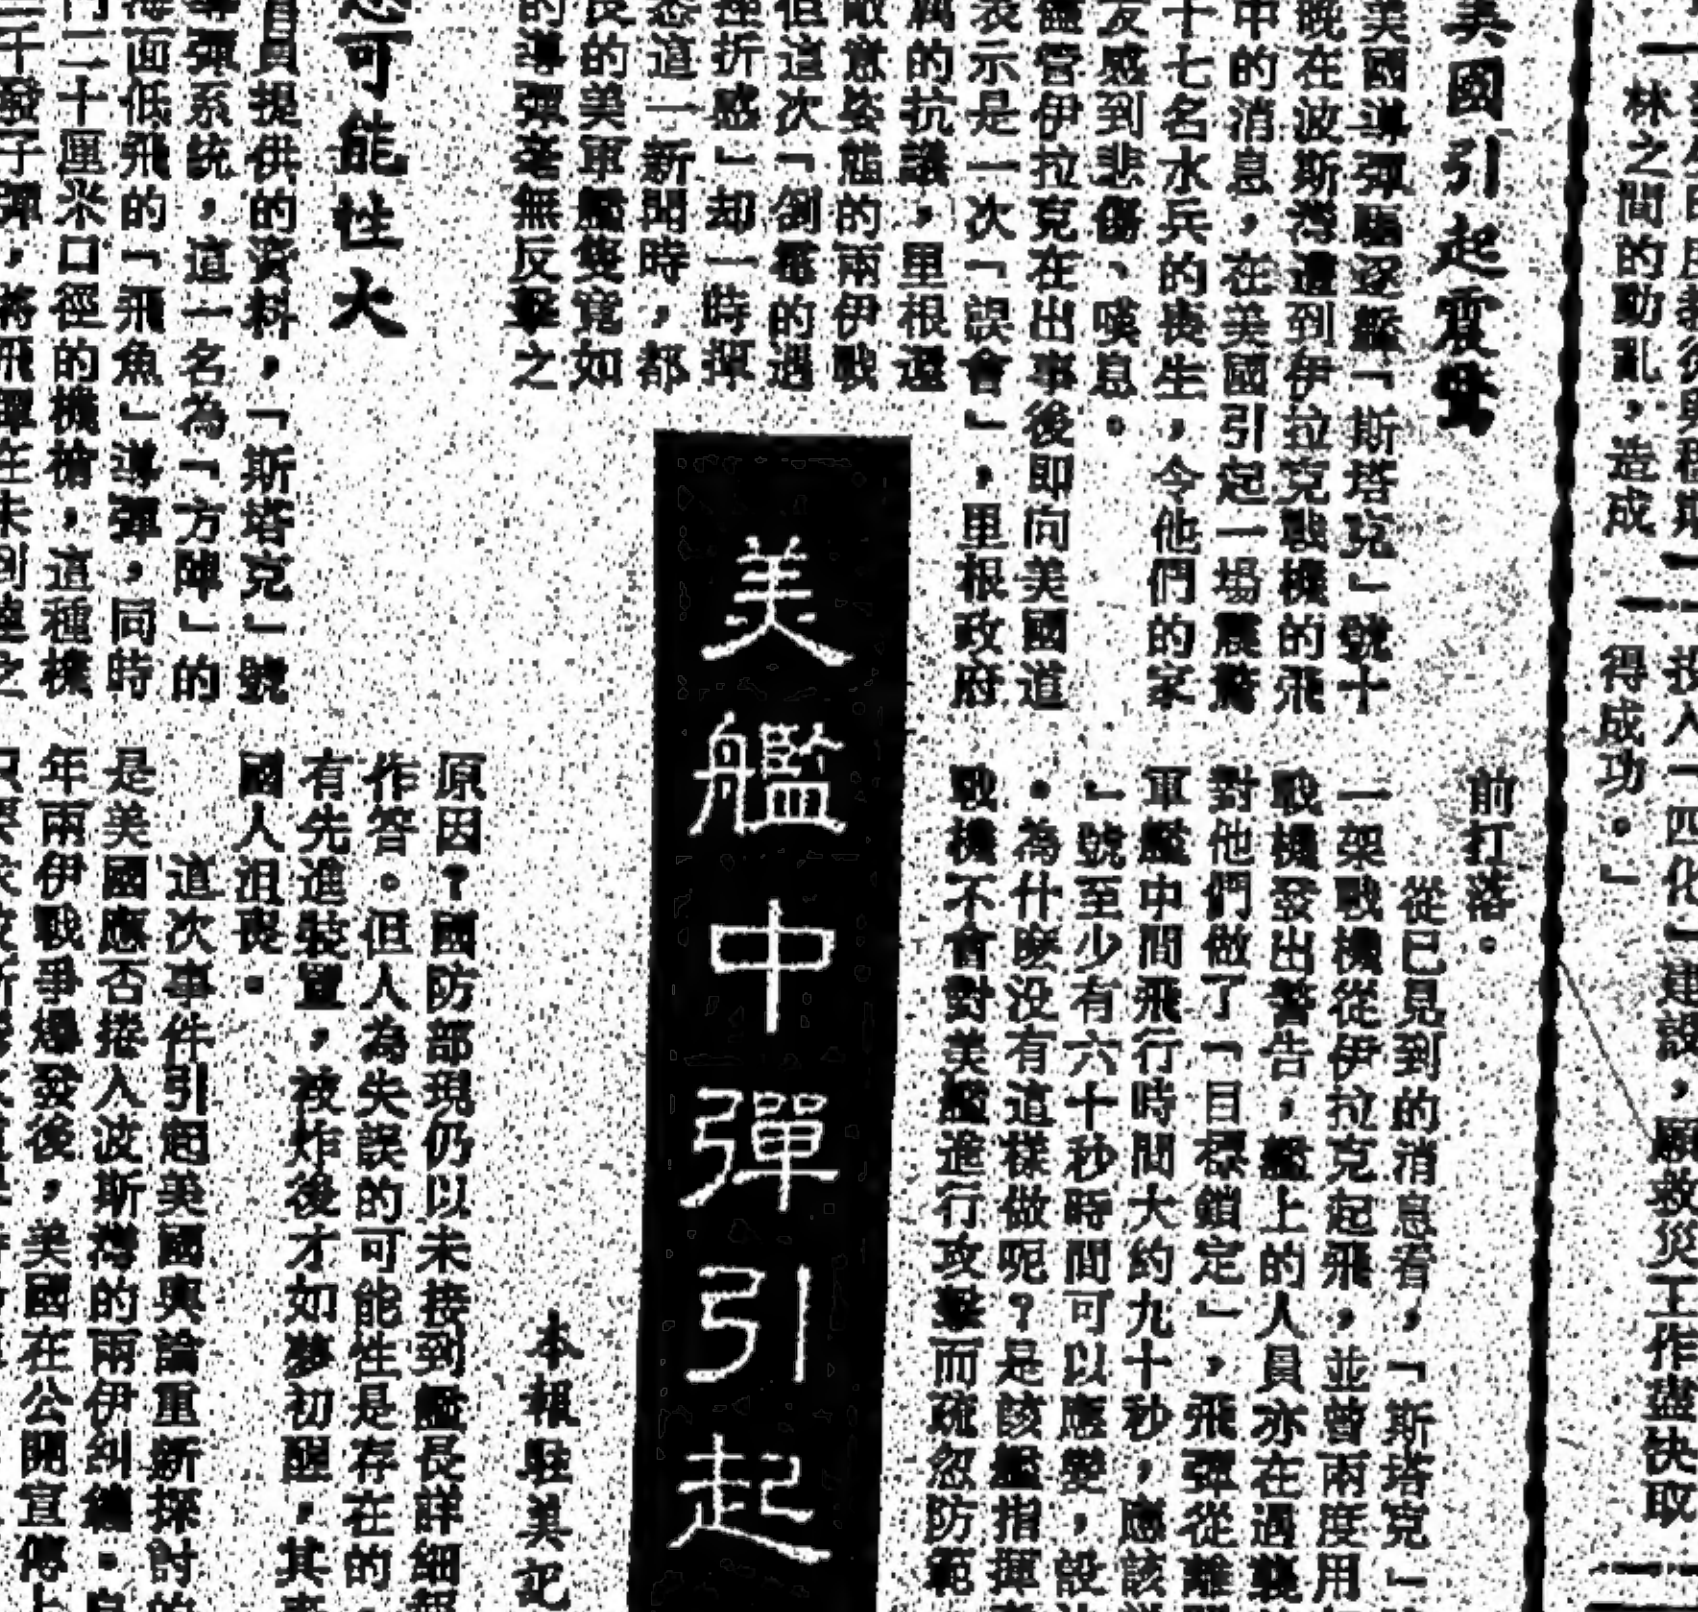 林之間的動亂，造成
得成功。」
投入「四化」建設，願救災工作盡快取
美國引起震驚
美國導彈驅逐艦「斯塔克」號十
晚在波斯灣遭到伊拉克戰機的飛
中的消息，在美國引起一場震驚
十七名水兵的喪生，令他們的家
友感到悲傷、嘆息。
儘管伊拉克在出事後即向美國道
表示是一次「誤會」，里根政府
厲的抗議，里根還
敵意姿態的兩伊戰
但這次「倒霉的遇
挫折感」却一時揮
悉這一新聞時，都
良的美軍艦隻竟如
的導彈毫無反擊之
前打落。
從已見到的消息看，「斯塔克」
一架戰機從伊拉克起飛，並曾兩度用
戰機發出警告，艦上的人員亦在遇襲
對他們做了「目標鎖定」，飛彈從離
軍艦中間飛行時間大約九十秒，應該
」號至少有六十秒時間可以應變，設
。為什麽没有這樣做呢？是該艦指揮
戰機不會對美艦進行攻擊而疏忽防範
美艦中彈引起
本報駐美記
可能性火
員提供的資料，「斯塔克」號
導彈系統，這一名為「方陣」的
海面低飛的「飛魚」導彈，同時
二十厘米口徑的機槍，這種機
千發子彈，將飛彈在未到達之
原因？國防部現仍以未接到艦長詳細報
作答。但人為失誤的可能性是存在的
有先進裝置，被炸後才如夢初醒，其
國人沮喪。
這次事件引起美國輿論重新探討
是美國應否捲入波斯灣的兩伊糾纏。
年兩伊戰爭爆發後，美國在公開宣傳上